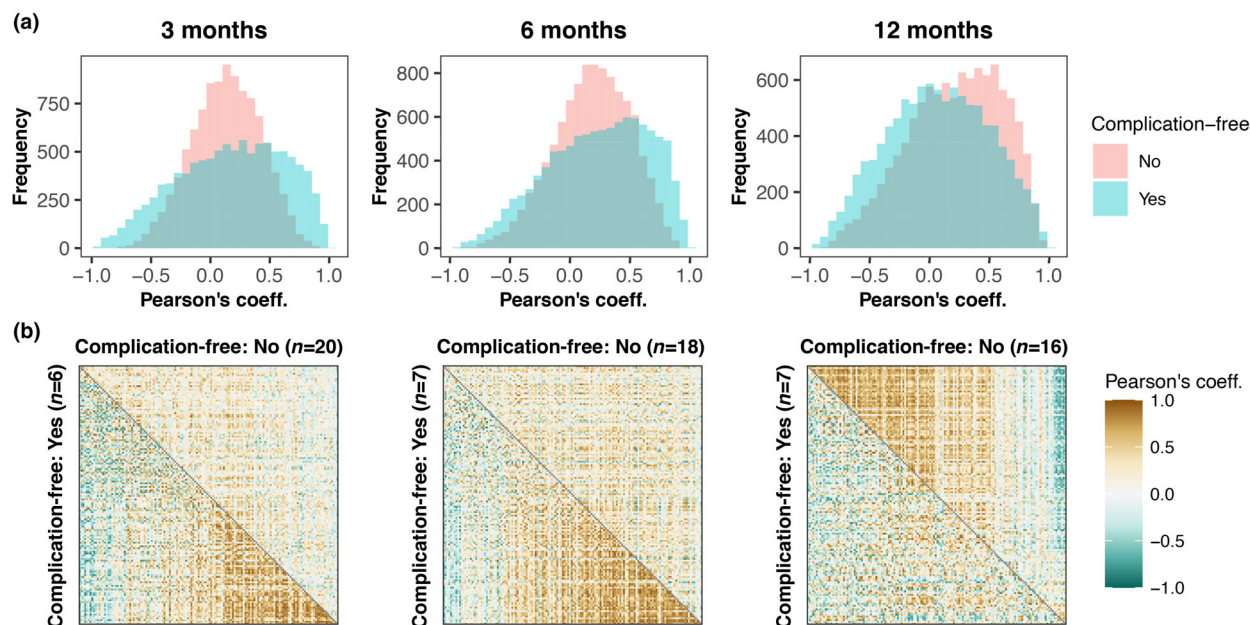 (a)
3 months
6 months
12 months
Frequency
750
500
250
0
−1.0 −0.5 0.0 0.5 1.0
Pearson's coeff.
Frequency
800
600
400
200
0
−1.0 −0.5 0.0 0.5 1.0
Pearson's coeff.
Frequency
600
400
200
0
−1.0 −0.5 0.0 0.5 1.0
Pearson's coeff.
Complication−free
No
Yes
(b)
Complication-free: No (n=20)
Complication-free: Yes (n=6)
Complication-free: No (n=18)
Complication-free: Yes (n=7)
Complication-free: No (n=16)
Complication-free: Yes (n=7)
Pearson's coeff.
1.0
0.5
0.0
−0.5
−1.0